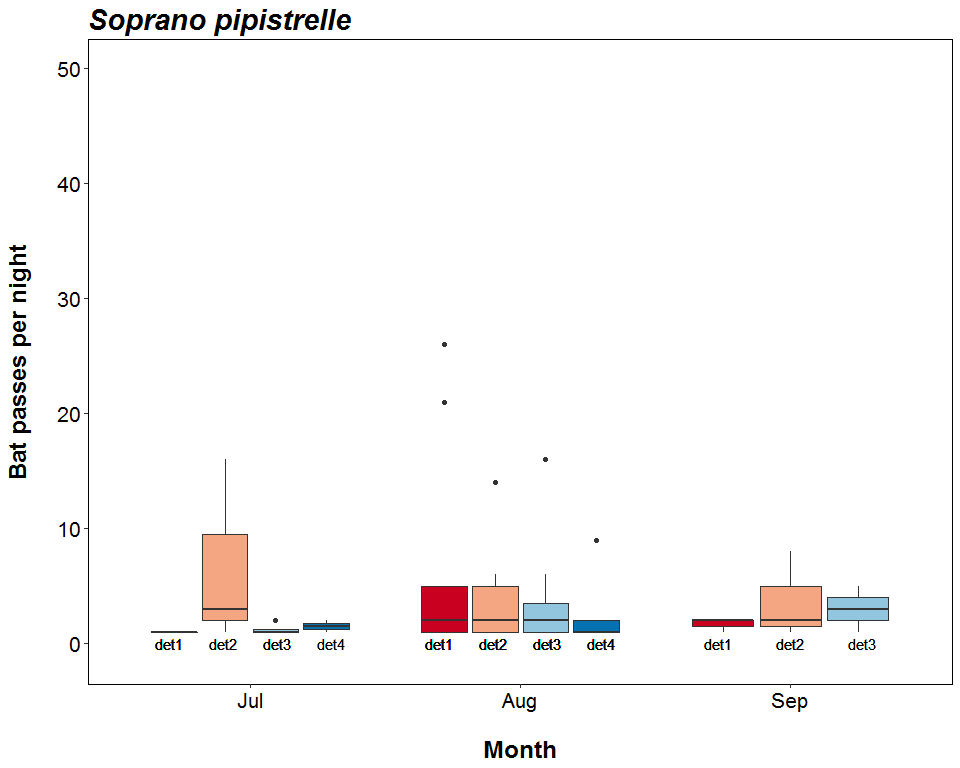 Soprano pipistrelle
50
40
30
20
10
0
Bat passes per night
det1 det2 det3 det4 det1 det2 det3 det4 det1 det2 det3
Jul Aug Sep
Month